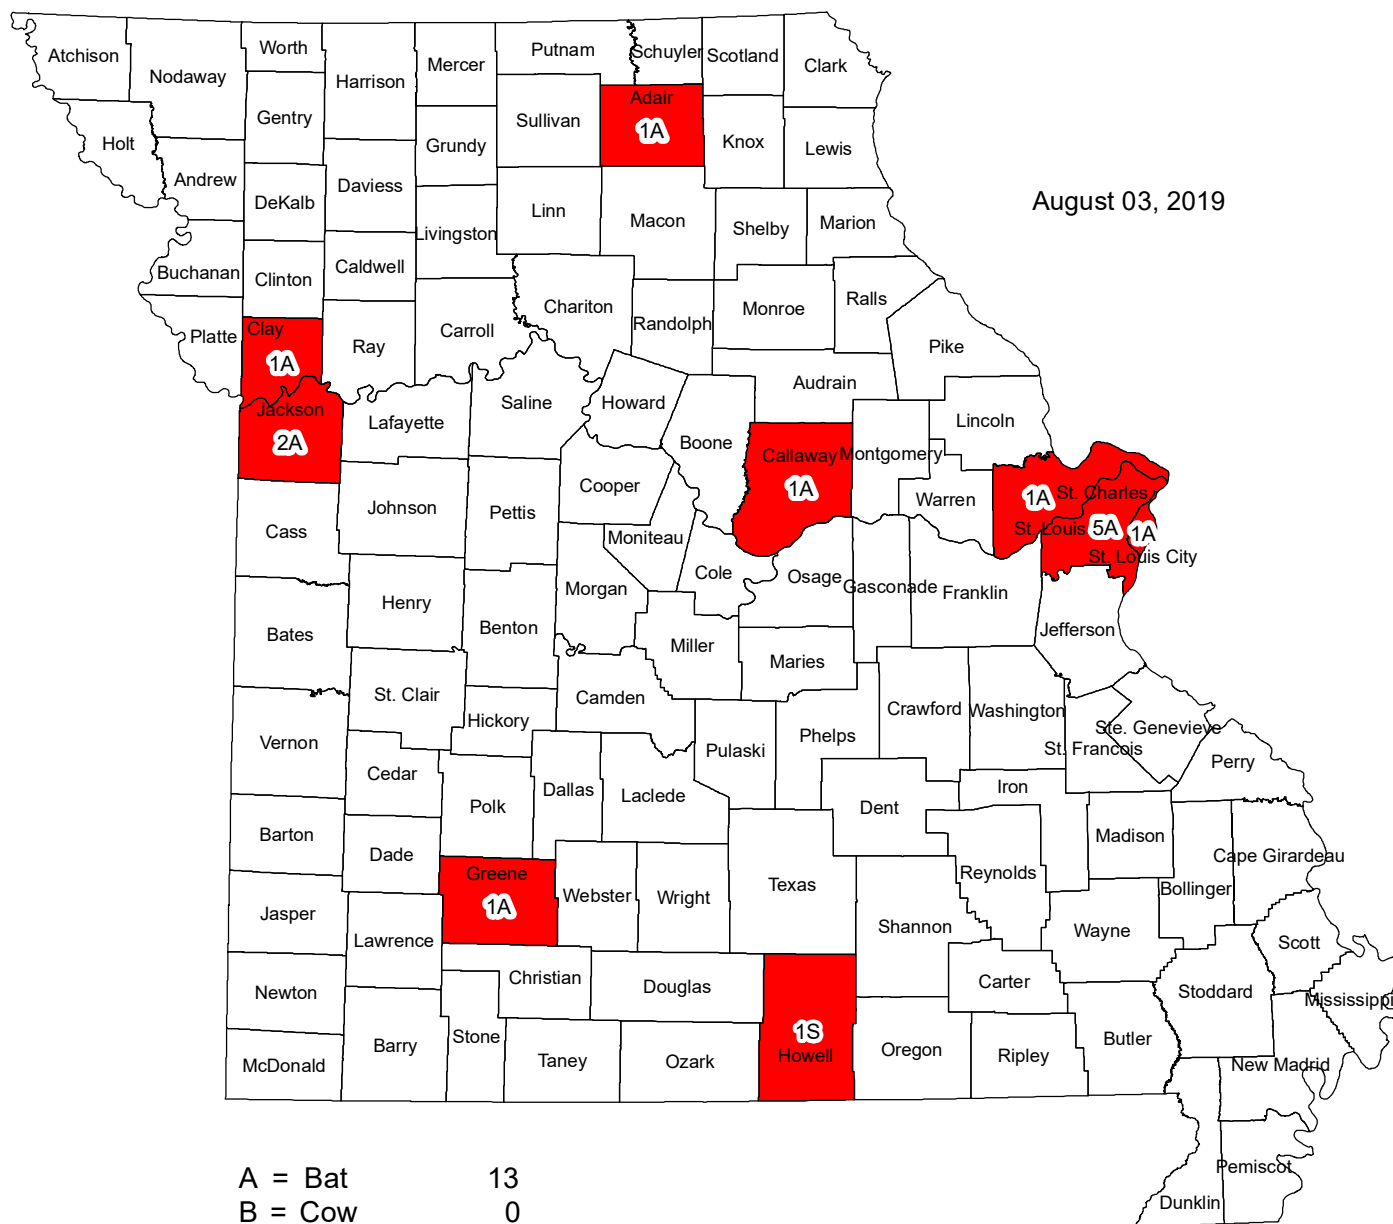 Atchison
Nodaway
Worth
Harrison
Mercer
Putnam
Schuyler
Scotland
Clark
Adair
1A
Gentry
Sullivan
Holt
Grundy
Knox
Lewis
Andrew
Daviess
DeKalb
August 03, 2019
Linn
Macon
Shelby
Marion
Livingston
Buchanan
Clinton
Caldwell
Chariton
Ralls
Monroe
Randolph
Platte
Clay
1A
Ray
Carroll
Pike
Audrain
Jackson
2A
Lafayette
Saline
Howard
Lincoln
Boone
Callaway
1A
Montgomery
Cooper
Warren
1A
St. Charles
Johnson
Pettis
Cass
Moniteau
St. Louis
5A
1A
St. Louis City
Cole
Osage
Gasconade
Franklin
Morgan
Henry
Benton
Bates
Jefferson
Miller
Maries
St. Clair
Camden
Crawford
Washington
Hickory
Ste. Genevieve
Vernon
Pulaski
Phelps
St. Francois
Perry
Cedar
Polk
Dallas
Laclede
Iron
Dent
Barton
Madison
Dade
Cape Girardeau
Greene
1A
Reynolds
Texas
Bollinger
Webster
Wright
Jasper
Shannon
Wayne
Lawrence
Scott
Christian
Douglas
Carter
Newton
Stoddard
Mississippi
1S
Howell
Stone
Barry
Butler
Oregon
Ripley
Taney
Ozark
McDonald
New Madrid
Pemiscot
Dunklin
A = Bat 13
B = Cow 0